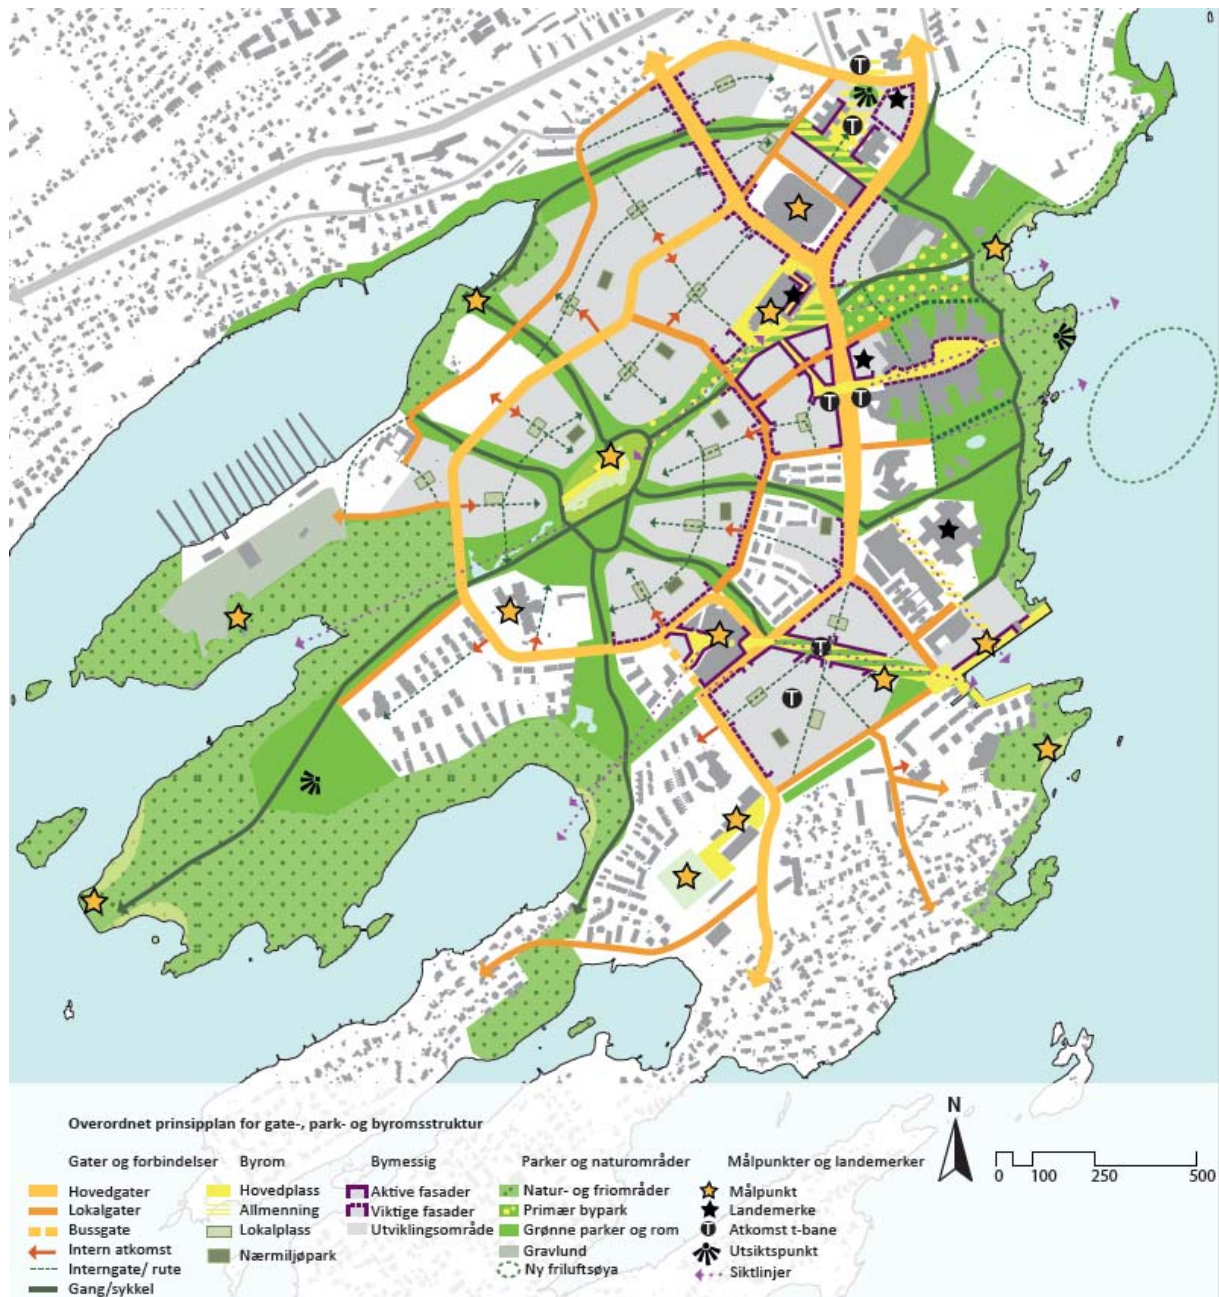 T
T
T
T
T
T
Overordnet prinsipplan for gate-, park- og byromsstruktur
Gater og forbindelser
Hovedgater
Lokalgater
Bussgate
Intern atkomst
Interngate/ rute
Gang/sykkel
Byrom
Hovedplass
Allmenning
Lokalplass
Nærmiljøpark
Bymessig
Aktive fasader
Viktige fasader
Utviklingsområde
Parker og naturområder
Natur- og friområder
Primær bypark
Grønne parker og rom
Gravlund
Ny friluftsøya
Målpunkter og landemerker
Målpunkt
Landemerke
T Atkomst t-bane
Utsiktspunkt
Siktlinjer
N
0 100 250 500